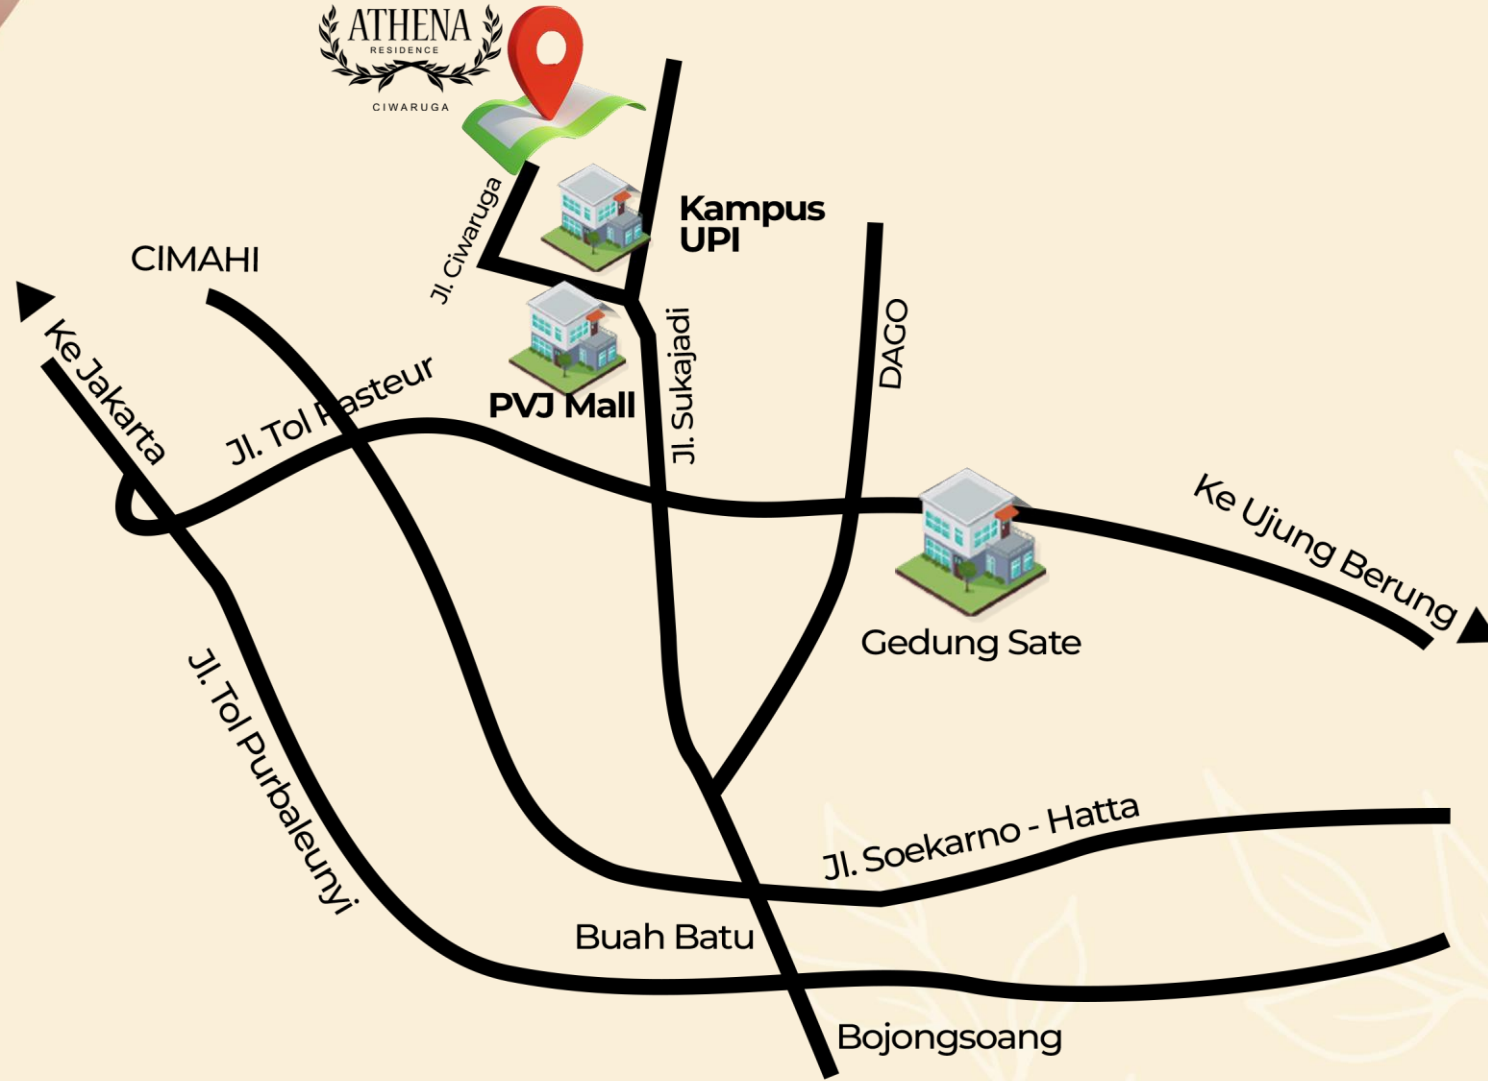 ATHENA
RESIDENCE
CIWARUGA
Jl. Ciwaruga
Kampus
UPI
CIMAHI
Ke Jakarta
Jl. Tol Pasteur
PVJ Mall
Jl. Sukajadi
DAGO
Ke Ujung Berung
Gedung Sate
Jl. Tol Purbaleunyi
Jl. Soekarno - Hatta
Buah Batu
Bojongsoang